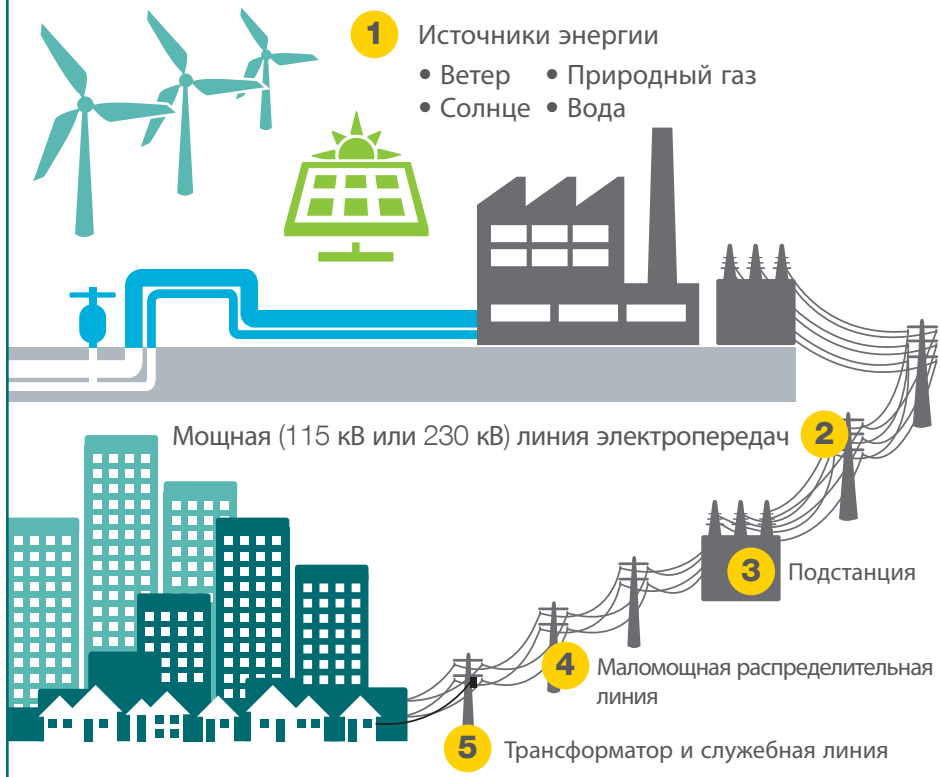 1 Источники энергии
• Ветер • Природный газ
• Солнце • Вода
Мощная (115 кВ или 230 кВ) линия электропередач 2
3 Подстанция
4 Маломощная распределительная
линия
5 Трансформатор и служебная линия